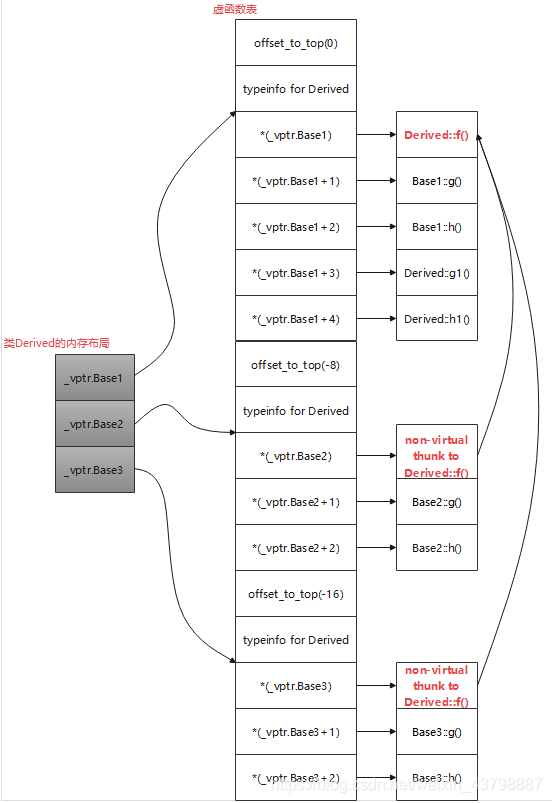 虚函数表
offset_to_top(0)
typeinfo for Derived
*(_vptr.Base1)
Derived::f()
*(_vptr.Base1+1)
Base1::g()
*(_vptr.Base1+2)
Base1::h()
*(_vptr.Base1+3)
Derived::g1()
*(_vptr.Base1+4)
Derived::h1()
类Derived的内存布局
_vptr.Base1
_vptr.Base2
_vptr.Base3
offset_to_top(-8)
typeinfo for Derived
*(_vptr.Base2)
non-virtual
thunk to
Derived::f()
*(_vptr.Base2+1)
Base2::g()
*(_vptr.Base2+2)
Base2::h()
offset_to_top(-16)
typeinfo for Derived
*(_vptr.Base3)
non-virtual
thunk to
Derived::f()
*(_vptr.Base3+1)
Base3::g()
*(_vptr.Base3+2)
Base3::h()
https://blog.csdn.net/weixin_43798887